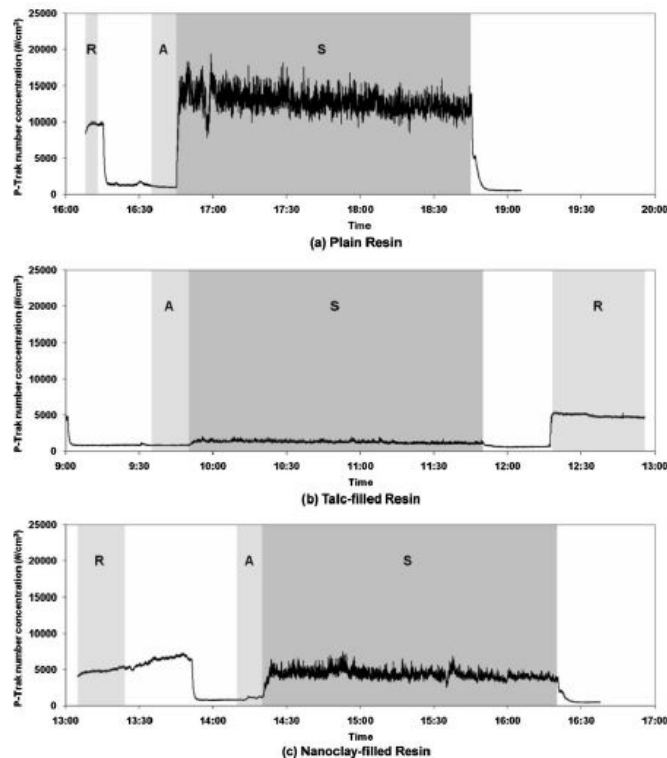 P-Trak number concentration (#/cm³)
25000
20000
15000
10000
5000
0
R
A
S
16:00 16:30 17:00 17:30 18:00 18:30 19:00 19:30 20:00
Time
(a) Plain Resin
P-Trak number concentration (#/cm³)
25000
20000
15000
10000
5000
0
A
S
R
9:00 9:30 10:00 10:30 11:00 11:30 12:00 12:30 13:00
Time
(b) Talc-filled Resin
P-Trak number concentration (#/cm³)
25000
20000
15000
10000
5000
0
R
A
S
13:00 13:30 14:00 14:30 15:00 15:30 16:00 16:30 17:00
Time
(c) Nanoclay-filled Resin